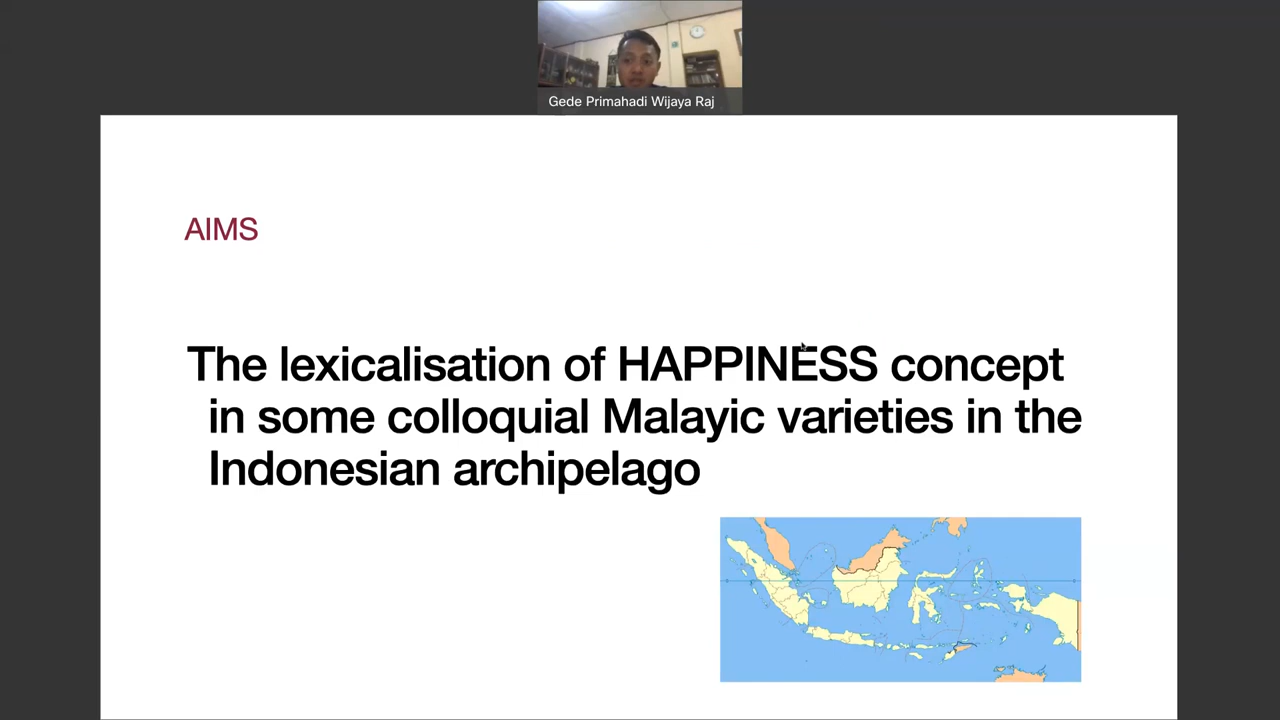 Gede Primahadi Wijaya Raj
AIMS
The lexicalisation of HAPPINESS concept
in some colloquial Malayic varieties in the
Indonesian archipelago